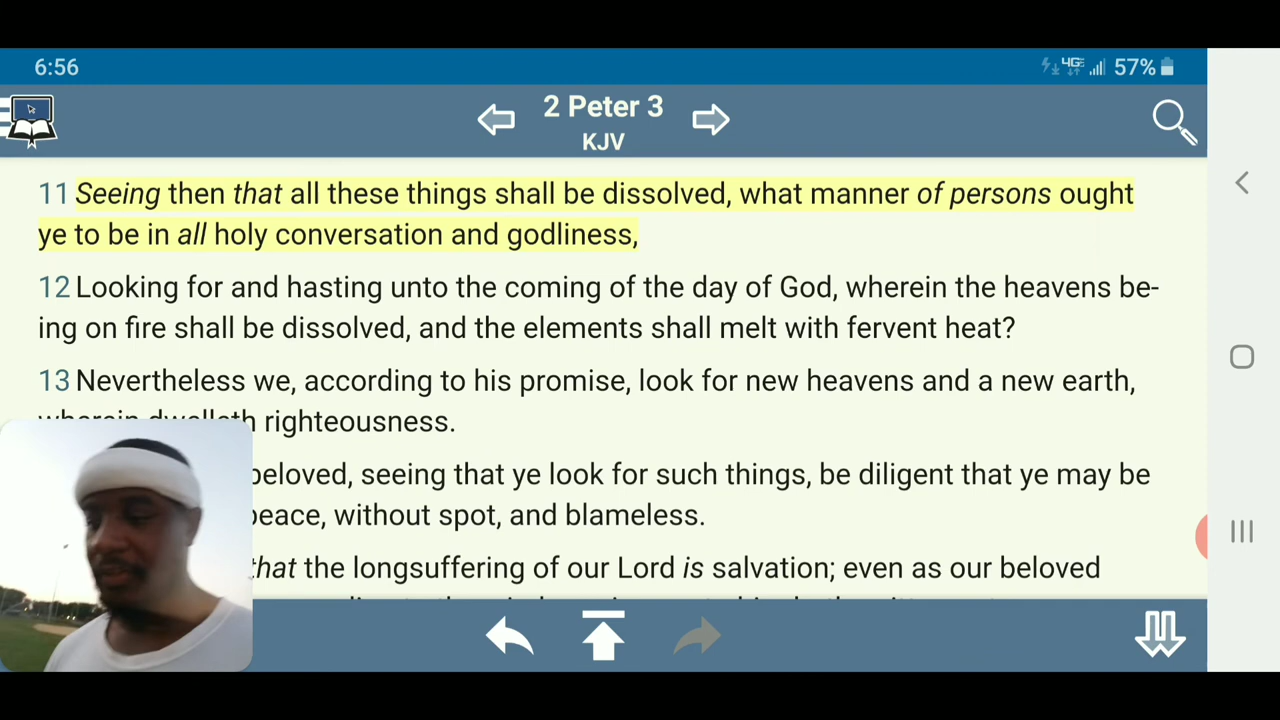 6:56
4G 57%
2 Peter 3
KJV
11 Seeing then that all these things shall be dissolved, what manner of persons ought
ye to be in all holy conversation and godliness,
12 Looking for and hasting unto the coming of the day of God, wherein the heavens be-
ing on fire shall be dissolved, and the elements shall melt with fervent heat?
13 Nevertheless we, according to his promise, look for new heavens and a new earth,
wherein dwelleth righteousness.
beloved, seeing that ye look for such things, be diligent that ye may be
peace, without spot, and blameless.
that the longsuffering of our Lord is salvation; even as our beloved